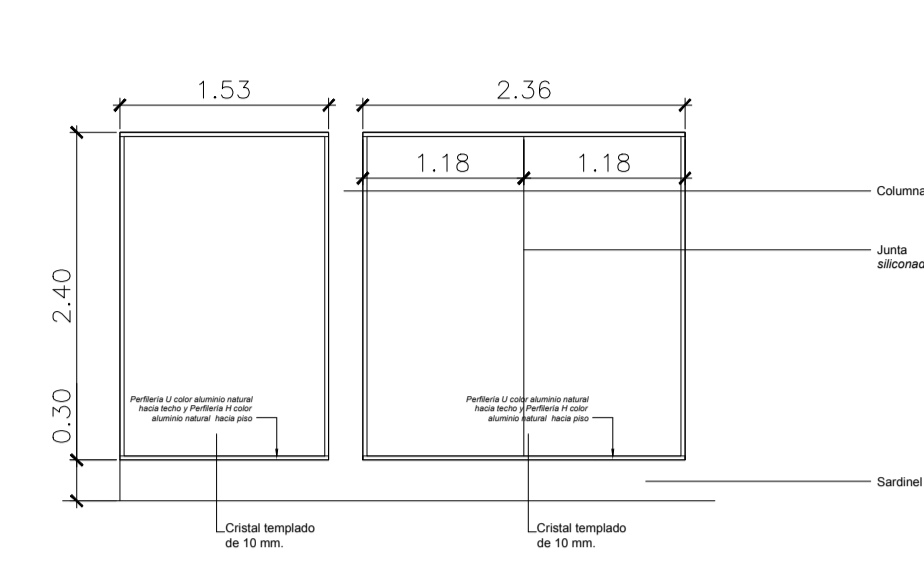 1.53
2.36
1.18
1.18
Columna
Junta
2.40
0.30
Perfilería U color aluminio natural
hacia techo y Perfilería H color
aluminio natural hacia piso
Perfilería U color aluminio natural
hacia techo y Perfilería H color
aluminio natural hacia piso
Sardinel
Cristal templado
de 10 mm.
Cristal templado
de 10 mm.